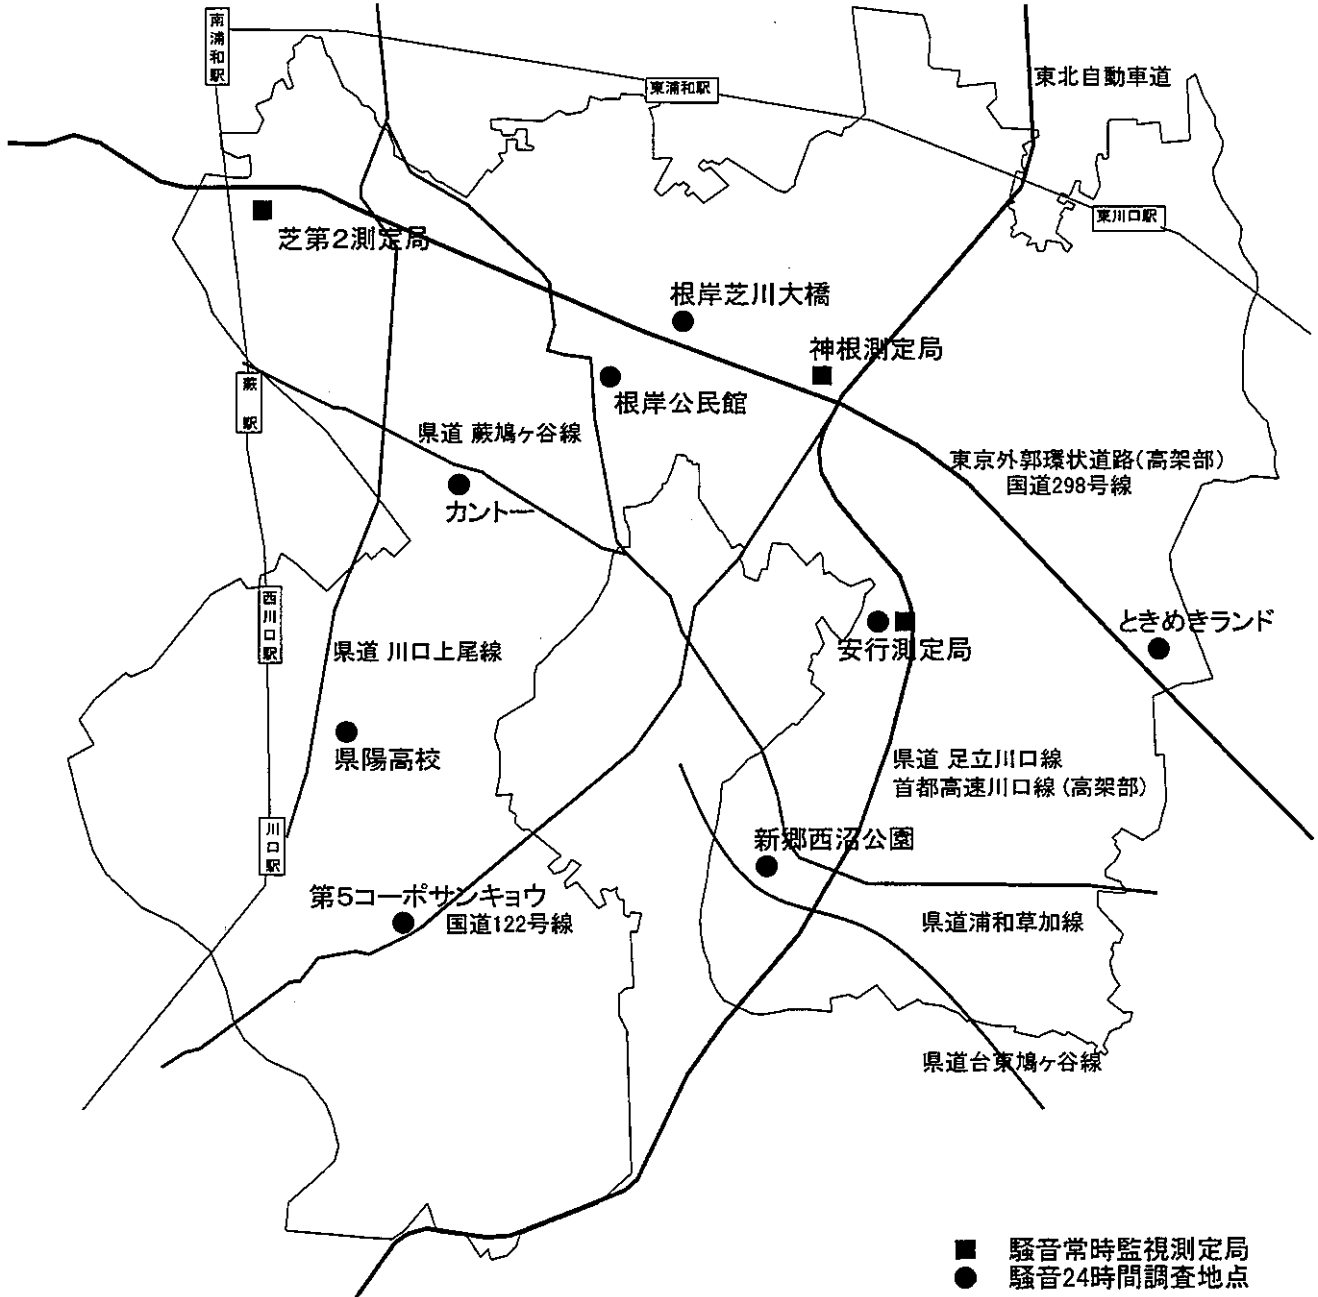 南浦和駅
東浦和駅
東北自動車道
東川口駅
芝第2測定局
根岸芝川大橋
神根測定局
蕨駅
根岸公民館
県道 蕨鳩ヶ谷線
東京外郭環状道路(高架部)
国道298号線
カントー
西川口駅
ときめきランド
安行測定局
県道 川口上尾線
県陽高校
県道 足立川口線
首都高速川口線(高架部)
川口駅
新郷西沼公園
第5コーポサンキョウ
国道122号線
県道浦和草加線
県道台東鳩ヶ谷線
■ 騒音常時監視測定局
● 騒音24時間調査地点